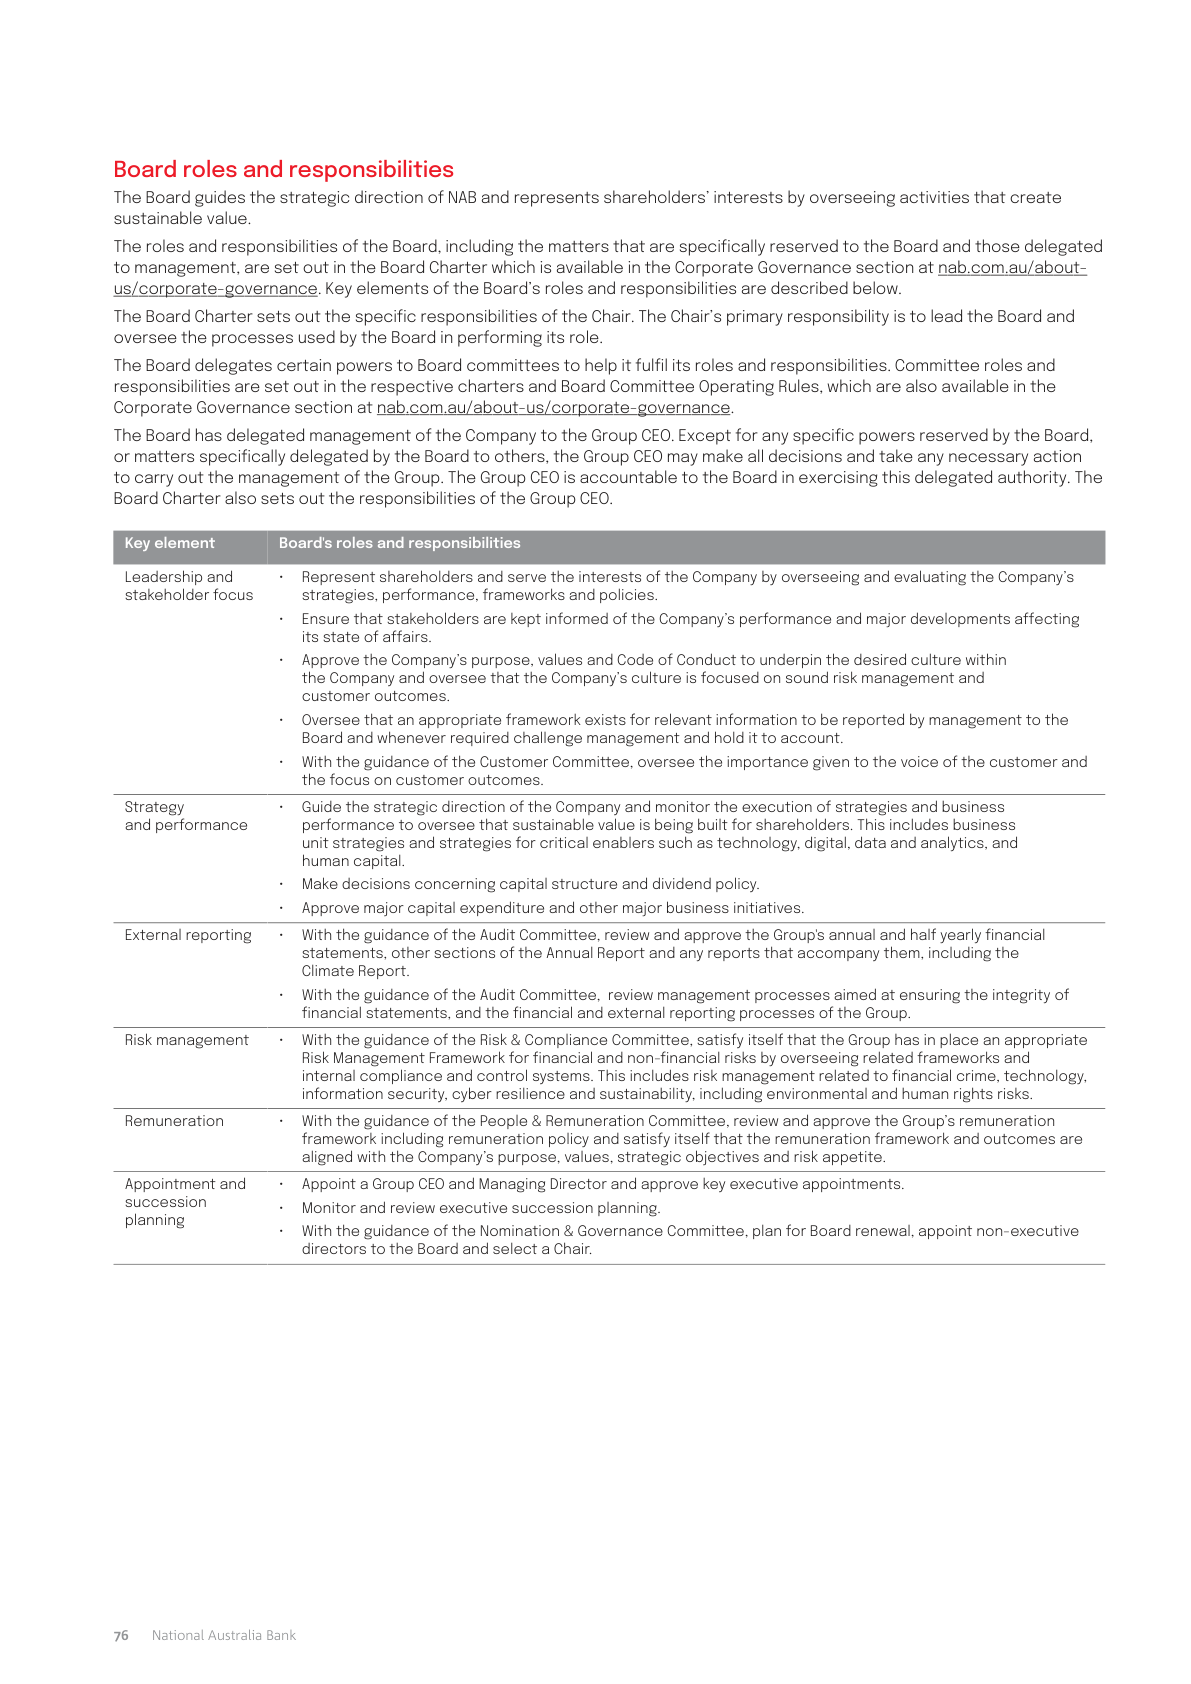 Board roles and responsibilities
The Board guides the strategic direction of NAB and represents shareholders’ interests by overseeing activities that create
sustainable value.
The roles and responsibilities of the Board, including the matters that are specifically reserved to the Board and those delegated
to management, are set out in the Board Charter which is available in the Corporate Governance section at nab.com.au/about-
us/corporate-governance. Key elements of the Board’s roles and responsibilities are described below.
The Board Charter sets out the specific responsibilities of the Chair. The Chair’s primary responsibility is to lead the Board and
oversee the processes used by the Board in performing its role.
The Board delegates certain powers to Board committees to help it fulfil its roles and responsibilities. Committee roles and
responsibilities are set out in the respective charters and Board Committee Operating Rules, which are also available in the
Corporate Governance section at nab.com.au/about-us/corporate-governance.
The Board has delegated management of the Company to the Group CEO. Except for any specific powers reserved by the Board,
or matters specifically delegated by the Board to others, the Group CEO may make all decisions and take any necessary action
to carry out the management of the Group. The Group CEO is accountable to the Board in exercising this delegated authority. The
Board Charter also sets out the responsibilities of the Group CEO.
Key element Board's roles and responsibilities
Leadership and
stakeholder focus
• Represent shareholders and serve the interests of the Company by overseeing and evaluating the Company’s
strategies, performance, frameworks and policies.
• Ensure that stakeholders are kept informed of the Company’s performance and major developments affecting
its state of affairs.
• Approve the Company’s purpose, values and Code of Conduct to underpin the desired culture within
the Company and oversee that the Company’s culture is focused on sound risk management and
customer outcomes.
• Oversee that an appropriate framework exists for relevant information to be reported by management to the
Board and whenever required challenge management and hold it to account.
• With the guidance of the Customer Committee, oversee the importance given to the voice of the customer and
the focus on customer outcomes.
Strategy
and performance
• Guide the strategic direction of the Company and monitor the execution of strategies and business
performance to oversee that sustainable value is being built for shareholders. This includes business
unit strategies and strategies for critical enablers such as technology, digital, data and analytics, and
human capital.
• Make decisions concerning capital structure and dividend policy.
• Approve major capital expenditure and other major business initiatives.
External reporting
• With the guidance of the Audit Committee, review and approve the Group's annual and half yearly financial
statements, other sections of the Annual Report and any reports that accompany them, including the
Climate Report.
• With the guidance of the Audit Committee, review management processes aimed at ensuring the integrity of
financial statements, and the financial and external reporting processes of the Group.
Risk management
• With the guidance of the Risk & Compliance Committee, satisfy itself that the Group has in place an appropriate
Risk Management Framework for financial and non-financial risks by overseeing related frameworks and
internal compliance and control systems. This includes risk management related to financial crime, technology,
information security, cyber resilience and sustainability, including environmental and human rights risks.
Remuneration
• With the guidance of the People & Remuneration Committee, review and approve the Group’s remuneration
framework including remuneration policy and satisfy itself that the remuneration framework and outcomes are
aligned with the Company’s purpose, values, strategic objectives and risk appetite.
Appointment and
succession
planning
• Appoint a Group CEO and Managing Director and approve key executive appointments.
• Monitor and review executive succession planning.
• With the guidance of the Nomination & Governance Committee, plan for Board renewal, appoint non-executive
directors to the Board and select a Chair.
76 National Australia Bank